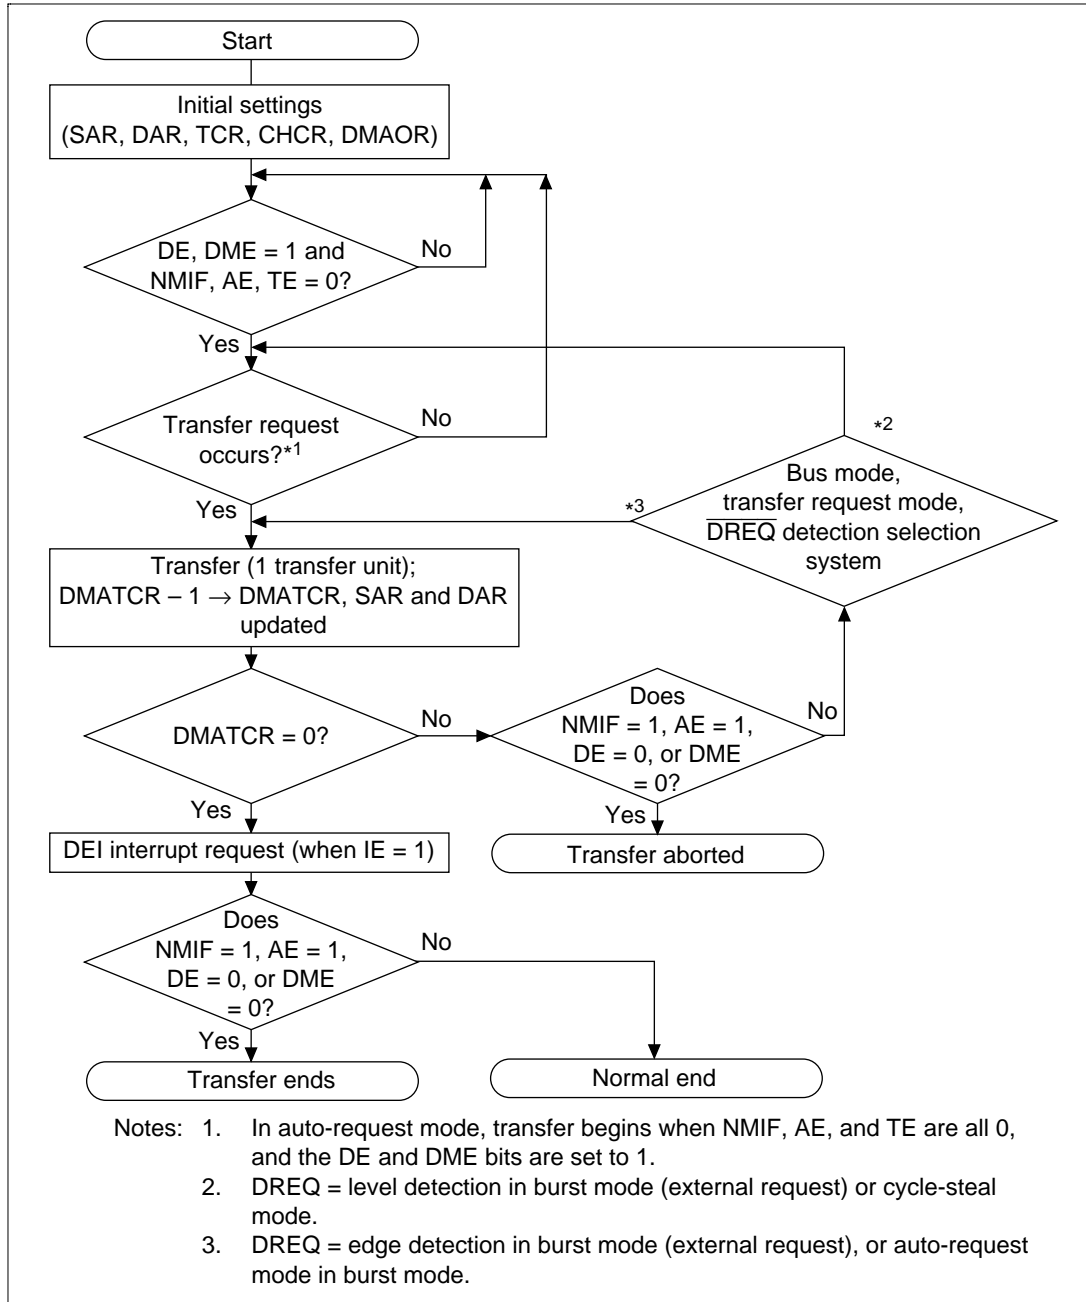 Start
Initial settings
(SAR, DAR, TCR, CHCR, DMAOR)
DE, DME = 1 and
NMIF, AE, TE = 0?
No
Yes
Transfer request
occurs?*1
No
Yes
*2
Bus mode,
transfer request mode,
DREQ detection selection
system
*3
Transfer (1 transfer unit);
DMATCR – 1 → DMATCR, SAR and DAR
updated
DMATCR = 0?
No
Does
NMIF = 1, AE = 1,
DE = 0, or DME
= 0?
No
Yes
Yes
DEI interrupt request (when IE = 1)
Transfer aborted
Does
NMIF = 1, AE = 1,
DE = 0, or DME
= 0?
No
Yes
Transfer ends
Normal end
Notes: 1. In auto-request mode, transfer begins when NMIF, AE, and TE are all 0,
and the DE and DME bits are set to 1.
2. DREQ = level detection in burst mode (external request) or cycle-steal
mode.
3. DREQ = edge detection in burst mode (external request), or auto-request
mode in burst mode.